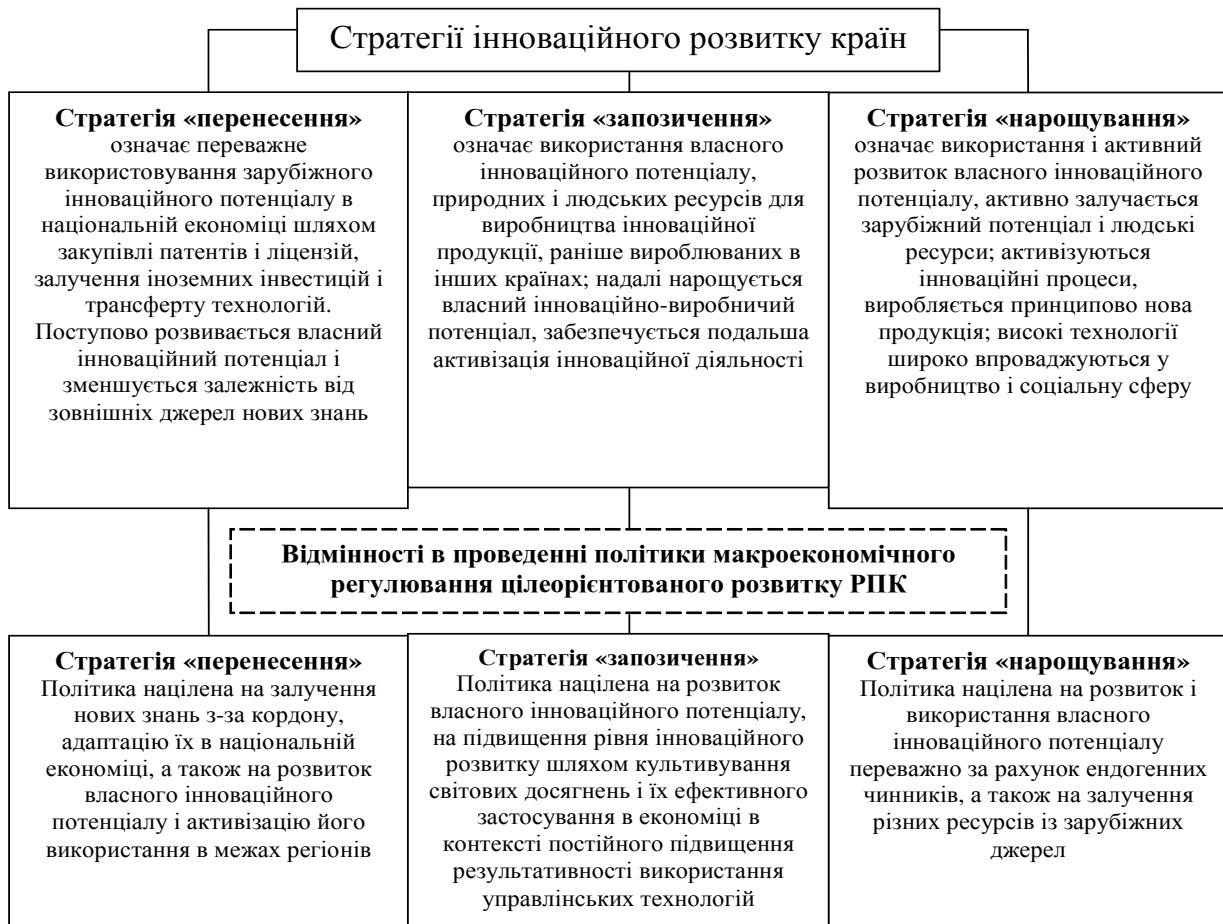 Стратегії інноваційного розвитку країн
Стратегія «перенесення»
означає переважне
використовування зарубіжного
інноваційного потенціалу в
національній економіці шляхом
закупівлі патентів і ліцензій,
залучення іноземних інвестицій і
трансферту технологій.
Поступово розвивається власний
інноваційний потенціал і
зменшується залежність від
зовнішніх джерел нових знань
Стратегія «запозичення»
означає використання власного
інноваційного потенціалу,
природних і людських ресурсів для
виробництва інноваційної
продукції, раніше вироблюваних в
інших країнах; надалі нарощується
власний інноваційно-виробничий
потенціал, забезпечується подальша
активізація інноваційної діяльності
Стратегія «нарощування»
означає використання і активний
розвиток власного інноваційного
потенціалу, активно залучається
зарубіжний потенціал і людські
ресурси; активізуються
інноваційні процеси,
виробляється принципово нова
продукція; високі технології
широко впроваджуються у
виробництво і соціальну сферу
Відмінності в проведенні політики макроекономічного
регулювання цілеорієнтованого розвитку РПК
Стратегія «перенесення»
Політика націлена на залучення
нових знань з-за кордону,
адаптацію їх в національній
економіці, а також на розвиток
власного інноваційного
потенціалу і активізацію його
використання в межах регіонів
Стратегія «запозичення»
Політика націлена на розвиток
власного інноваційного потенціалу,
на підвищення рівня інноваційного
розвитку шляхом культивування
світових досягнень і їх ефективного
застосування в економіці в
контексті постійного підвищення
результативності використання
управлінських технологій
Стратегія «нарощування»
Політика націлена на розвиток і
використання власного
інноваційного потенціалу
переважно за рахунок ендогенних
чинників, а також на залучення
різних ресурсів із зарубіжних
джерел